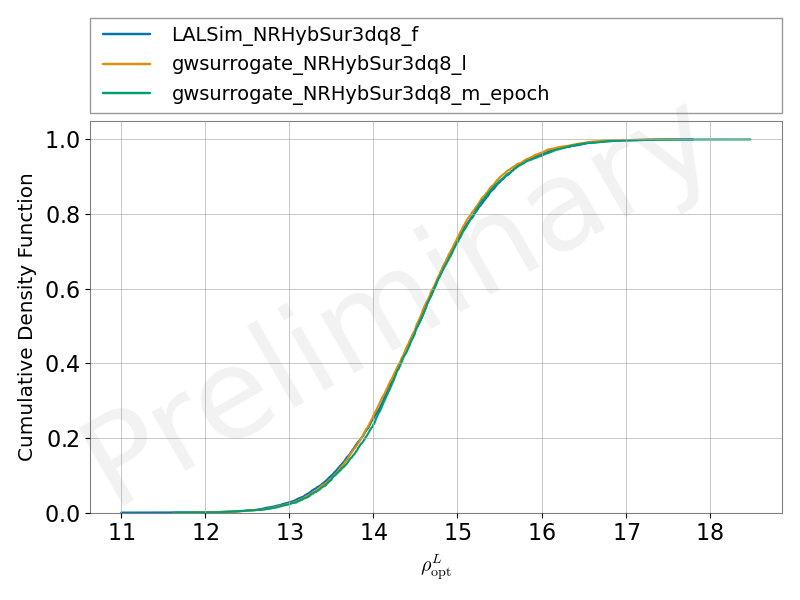 LALSim_NRHybSur3dq8_f
gwsurrogate_NRHybSur3dq8_l
gwsurrogate_NRHybSur3dq8_m_epoch
1.0
0.8
0.6
0.4
0.2
0.0
Cumulative Density Function
Preliminary
11 12 13 14 15 16 17 18
ρ^L_opt